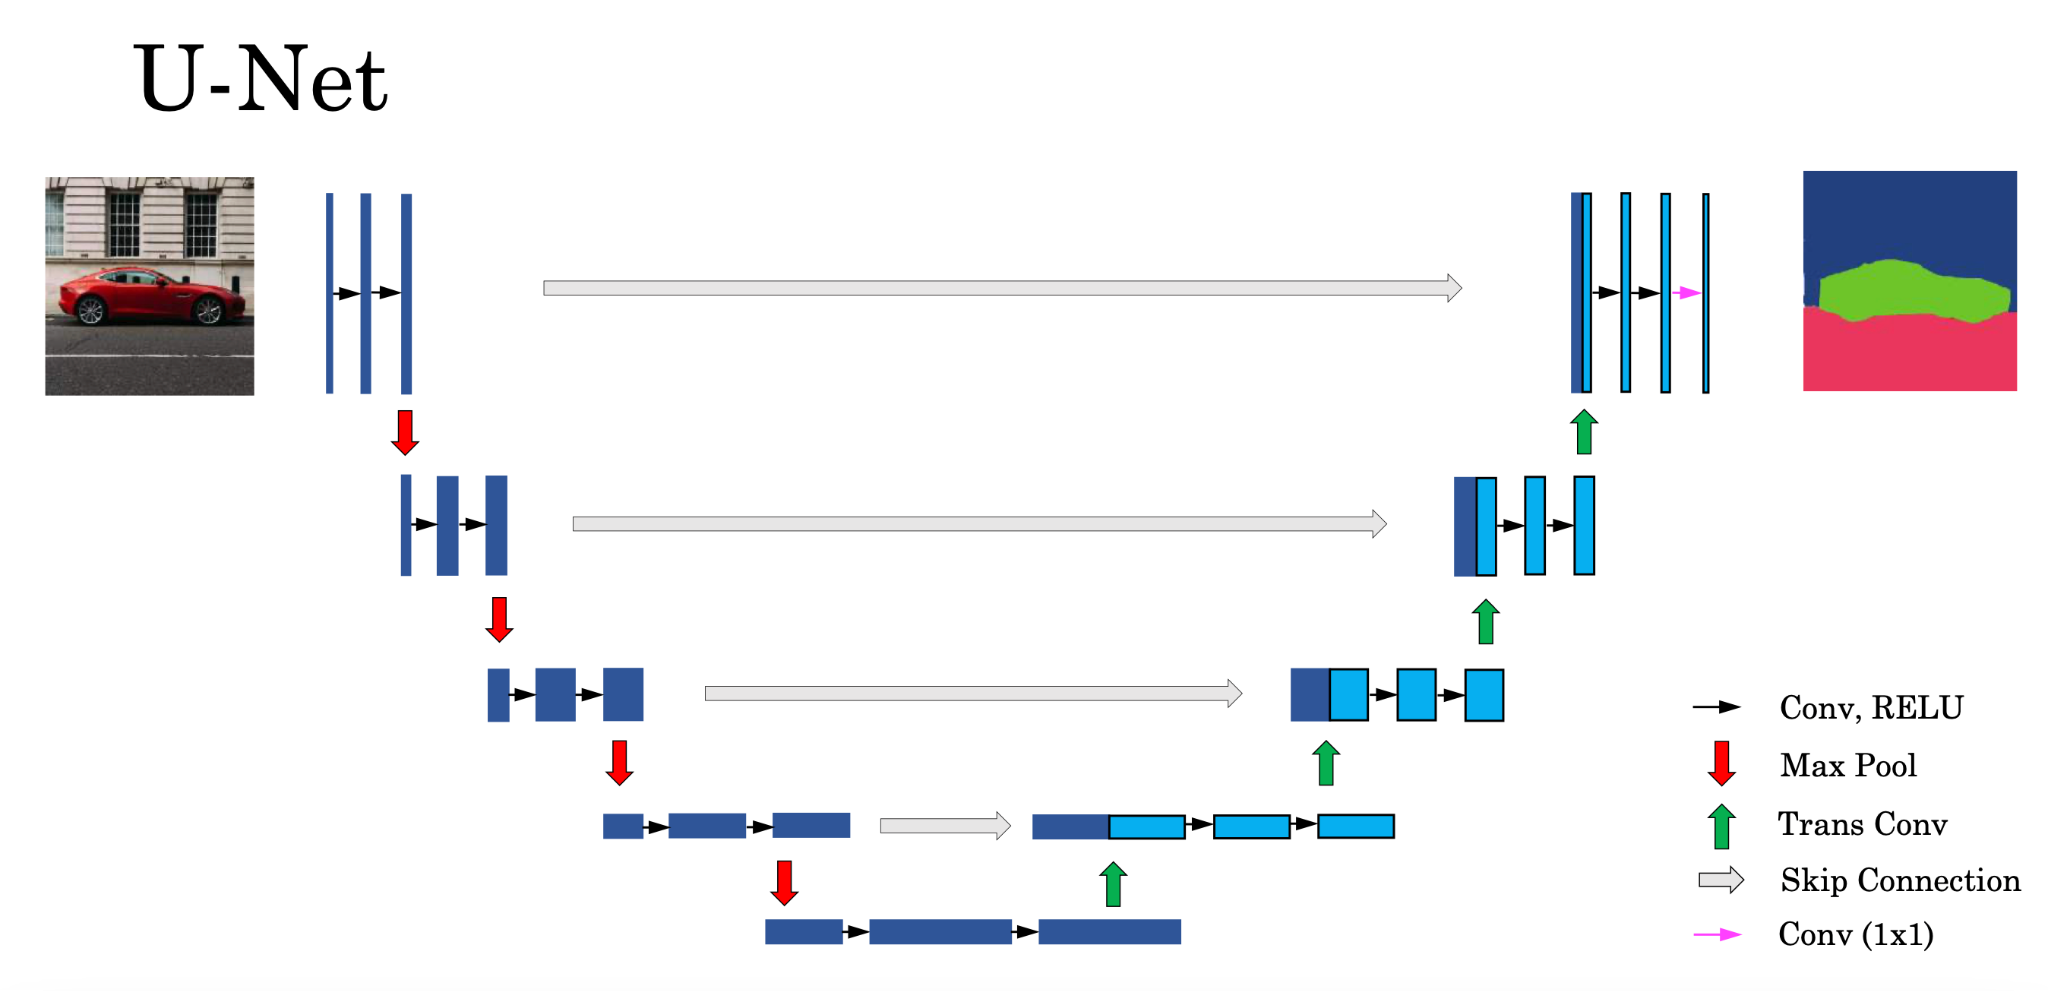 U-Net
Conv, RELU
Max Pool
Trans Conv
Skip Connection
Conv (1x1)